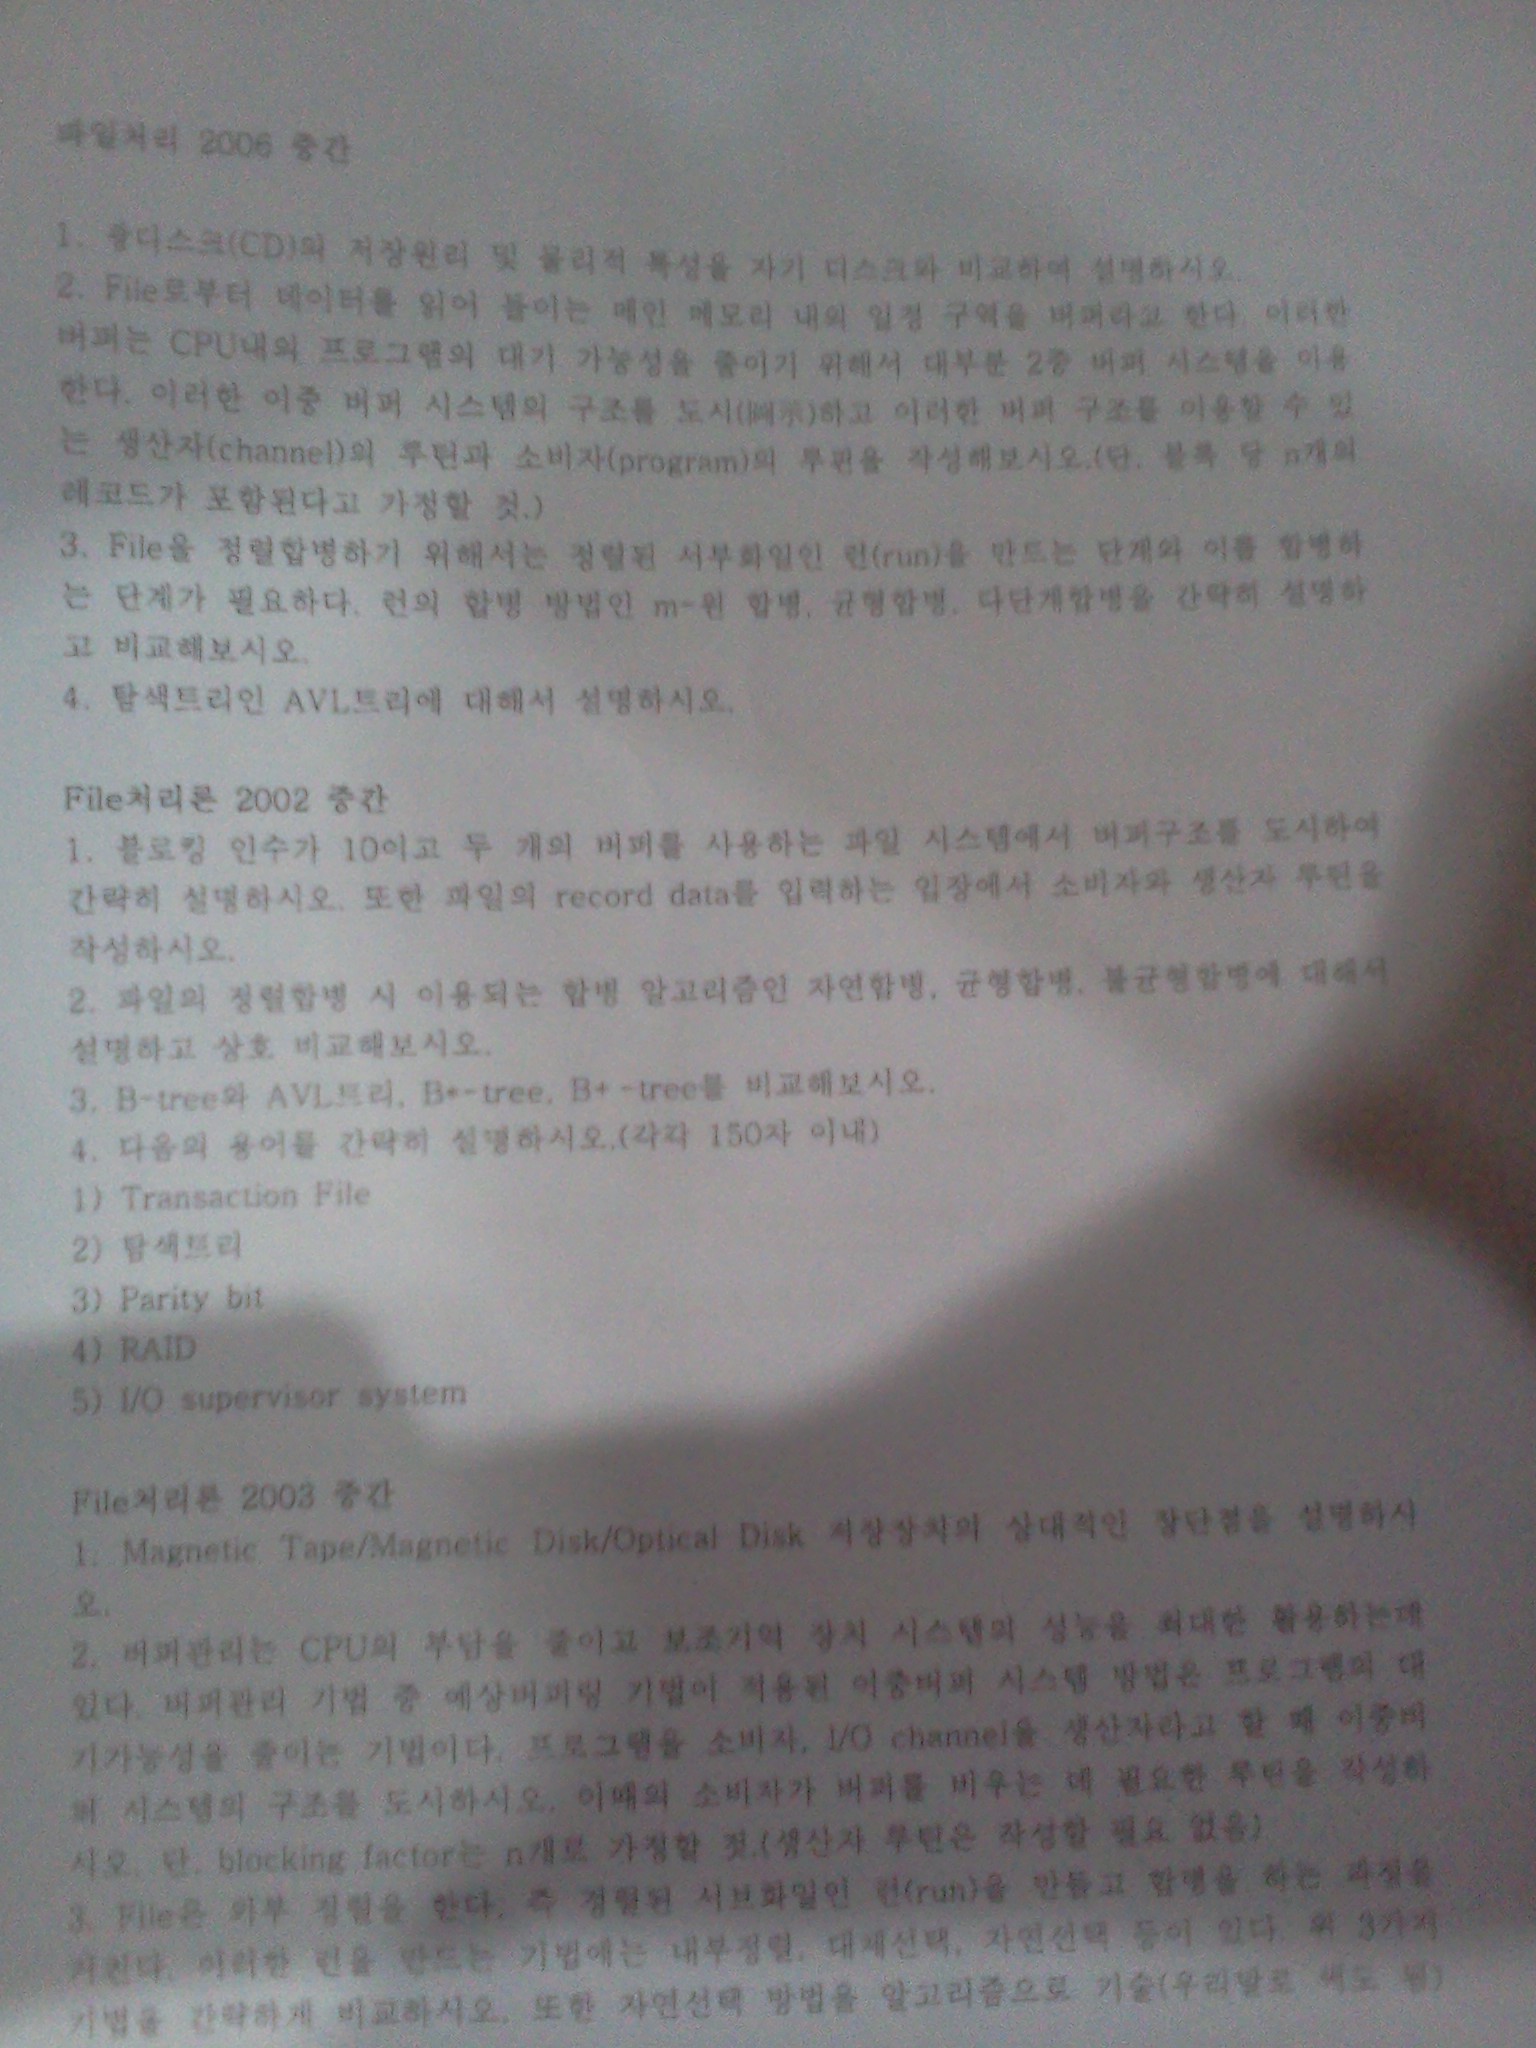 파일처리 2006 중간
1. 광디스크(CD)의 저장원리 및 물리적 특성을 자기 디스크와 비교하여 설명하시오.
2. File로부터 데이터를 읽어 들이는 메인 메모리 내의 일정 구역을 버퍼라고 한다. 이러한
버퍼는 CPU내의 프로그램의 대기 가능성을 줄이기 위해서 대부분 2중 버퍼 시스템을 이용
한다. 이러한 이중 버퍼 시스템의 구조를 도시(圖示)하고 이러한 버퍼 구조를 이용할 수 있
는 생산자(channel)의 루틴과 소비자(program)의 루틴을 작성해보시오.(단, 블록 당 n개의
레코드가 포함된다고 가정할 것.)
3. File을 정렬합병하기 위해서는 정렬된 서부화일인 런(run)을 만드는 단계와 이를 합병하
는 단계가 필요하다. 런의 합병 방법인 m-원 합병, 균형합병, 다단계합병을 간략히 설명하
고 비교해보시오.
4. 탐색트리인 AVL트리에 대해서 설명하시오.
File처리론 2002 중간
1. 블로킹 인수가 10이고 두 개의 버퍼를 사용하는 파일 시스템에서 버퍼구조를 도시하여
간략히 설명하시오. 또한 파일의 record data를 입력하는 입장에서 소비자와 생산자 루틴을
작성하시오.
2. 파일의 정렬합병 시 이용되는 합병 알고리즘인 자연합병, 균형합병, 불균형합병에 대해서
설명하고 상호 비교해보시오.
3. B-tree와 AVL트리, B*-tree, B+-tree를 비교해보시오.
4. 다음의 용어를 간략히 설명하시오.(각각 150자 이내)
1) Transaction File
2) 탐색트리
3) Parity bit
4) RAID
5) I/O supervisor system
File처리론 2003 중간
1. Magnetic Tape/Magnetic Disk/Optical Disk 저장장치의 상대적인 장단점을 설명하시
오.
2. 버퍼관리는 CPU의 부담을 줄이고 보조기억 장치 시스템의 성능을 최대한 활용하는데
있다. 버퍼관리 기법 중 예상버퍼링 기법이 적용된 이중버퍼 시스템 방법은 프로그램의 대
기가능성을 줄이는 기법이다. 프로그램을 소비자, I/O channel을 생산자라고 할 때 이중버
퍼 시스템의 구조를 도시하시오. 이때의 소비자가 버퍼를 비우는 데 필요한 루틴을 작성하
시오. 단, blocking factor는 n개로 가정할 것.(생산자 루틴은 작성할 필요 없음)
3. File은 외부 정렬을 한다. 즉 정렬된 서브화일인 런(run)을 만들고 합병을 하는 과정을
거친다. 이러한 런을 만드는 기법에는 내부정렬, 대체선택, 자연선택 등이 있다. 위 3가지
기법을 간략하게 비교하시오. 또한 자연선택 방법을 알고리즘으로 기술(우리말로 써도 됨)